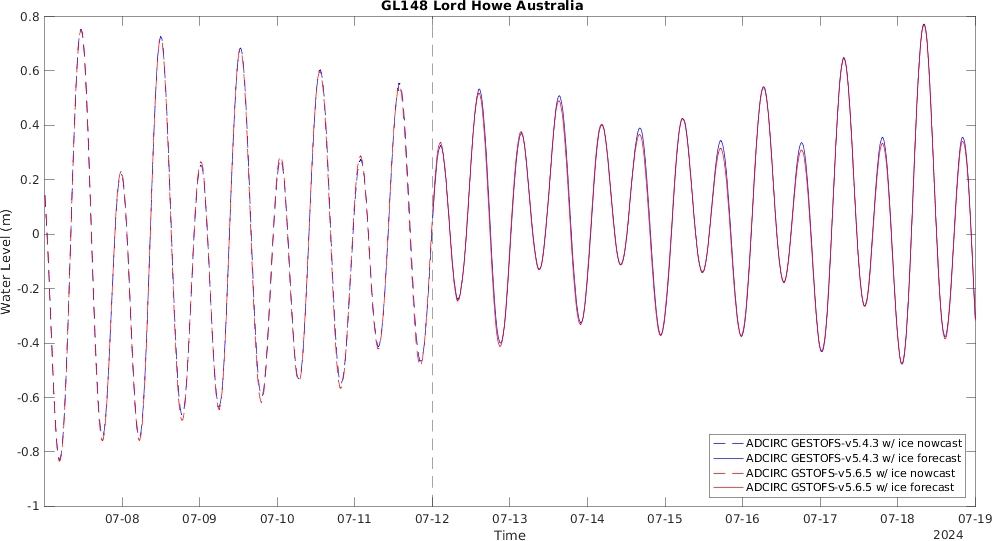 GL148 Lord Howe Australia
Water Level (m)
0.8
0.6
0.4
0.2
0
-0.2
-0.4
-0.6
-0.8
-1
07-08 07-09 07-10 07-11 07-12 07-13 07-14 07-15 07-16 07-17 07-18 07-19
Time
2024
ADCIRC GESTOFS-v5.4.3 w/ ice nowcast
ADCIRC GESTOFS-v5.4.3 w/ ice forecast
ADCIRC GSTOFS-v5.6.5 w/ ice nowcast
ADCIRC GSTOFS-v5.6.5 w/ ice forecast